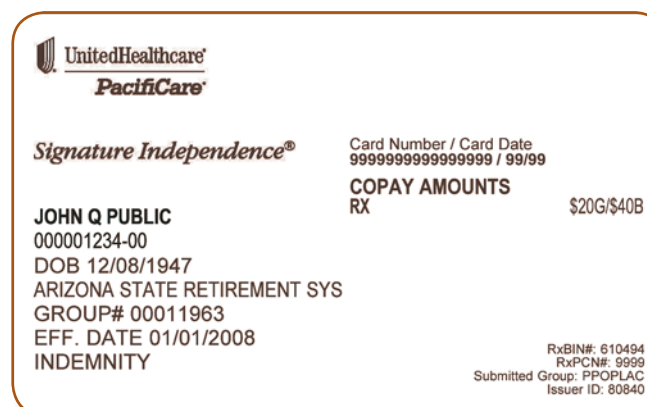 UnitedHealthcare®
PacifiCare®
Signature Independence®
Card Number / Card Date
9999999999999999 / 99/99
COPAY AMOUNTS
RX $20G/$40B
JOHN Q PUBLIC
000001234-00
DOB 12/08/1947
ARIZONA STATE RETIREMENT SYS
GROUP# 00011963
EFF. DATE 01/01/2008
INDEMNITY
RxBIN#: 610494
RxPCN#: 9999
Submitted Group: PPOPLAC
Issuer ID: 80840